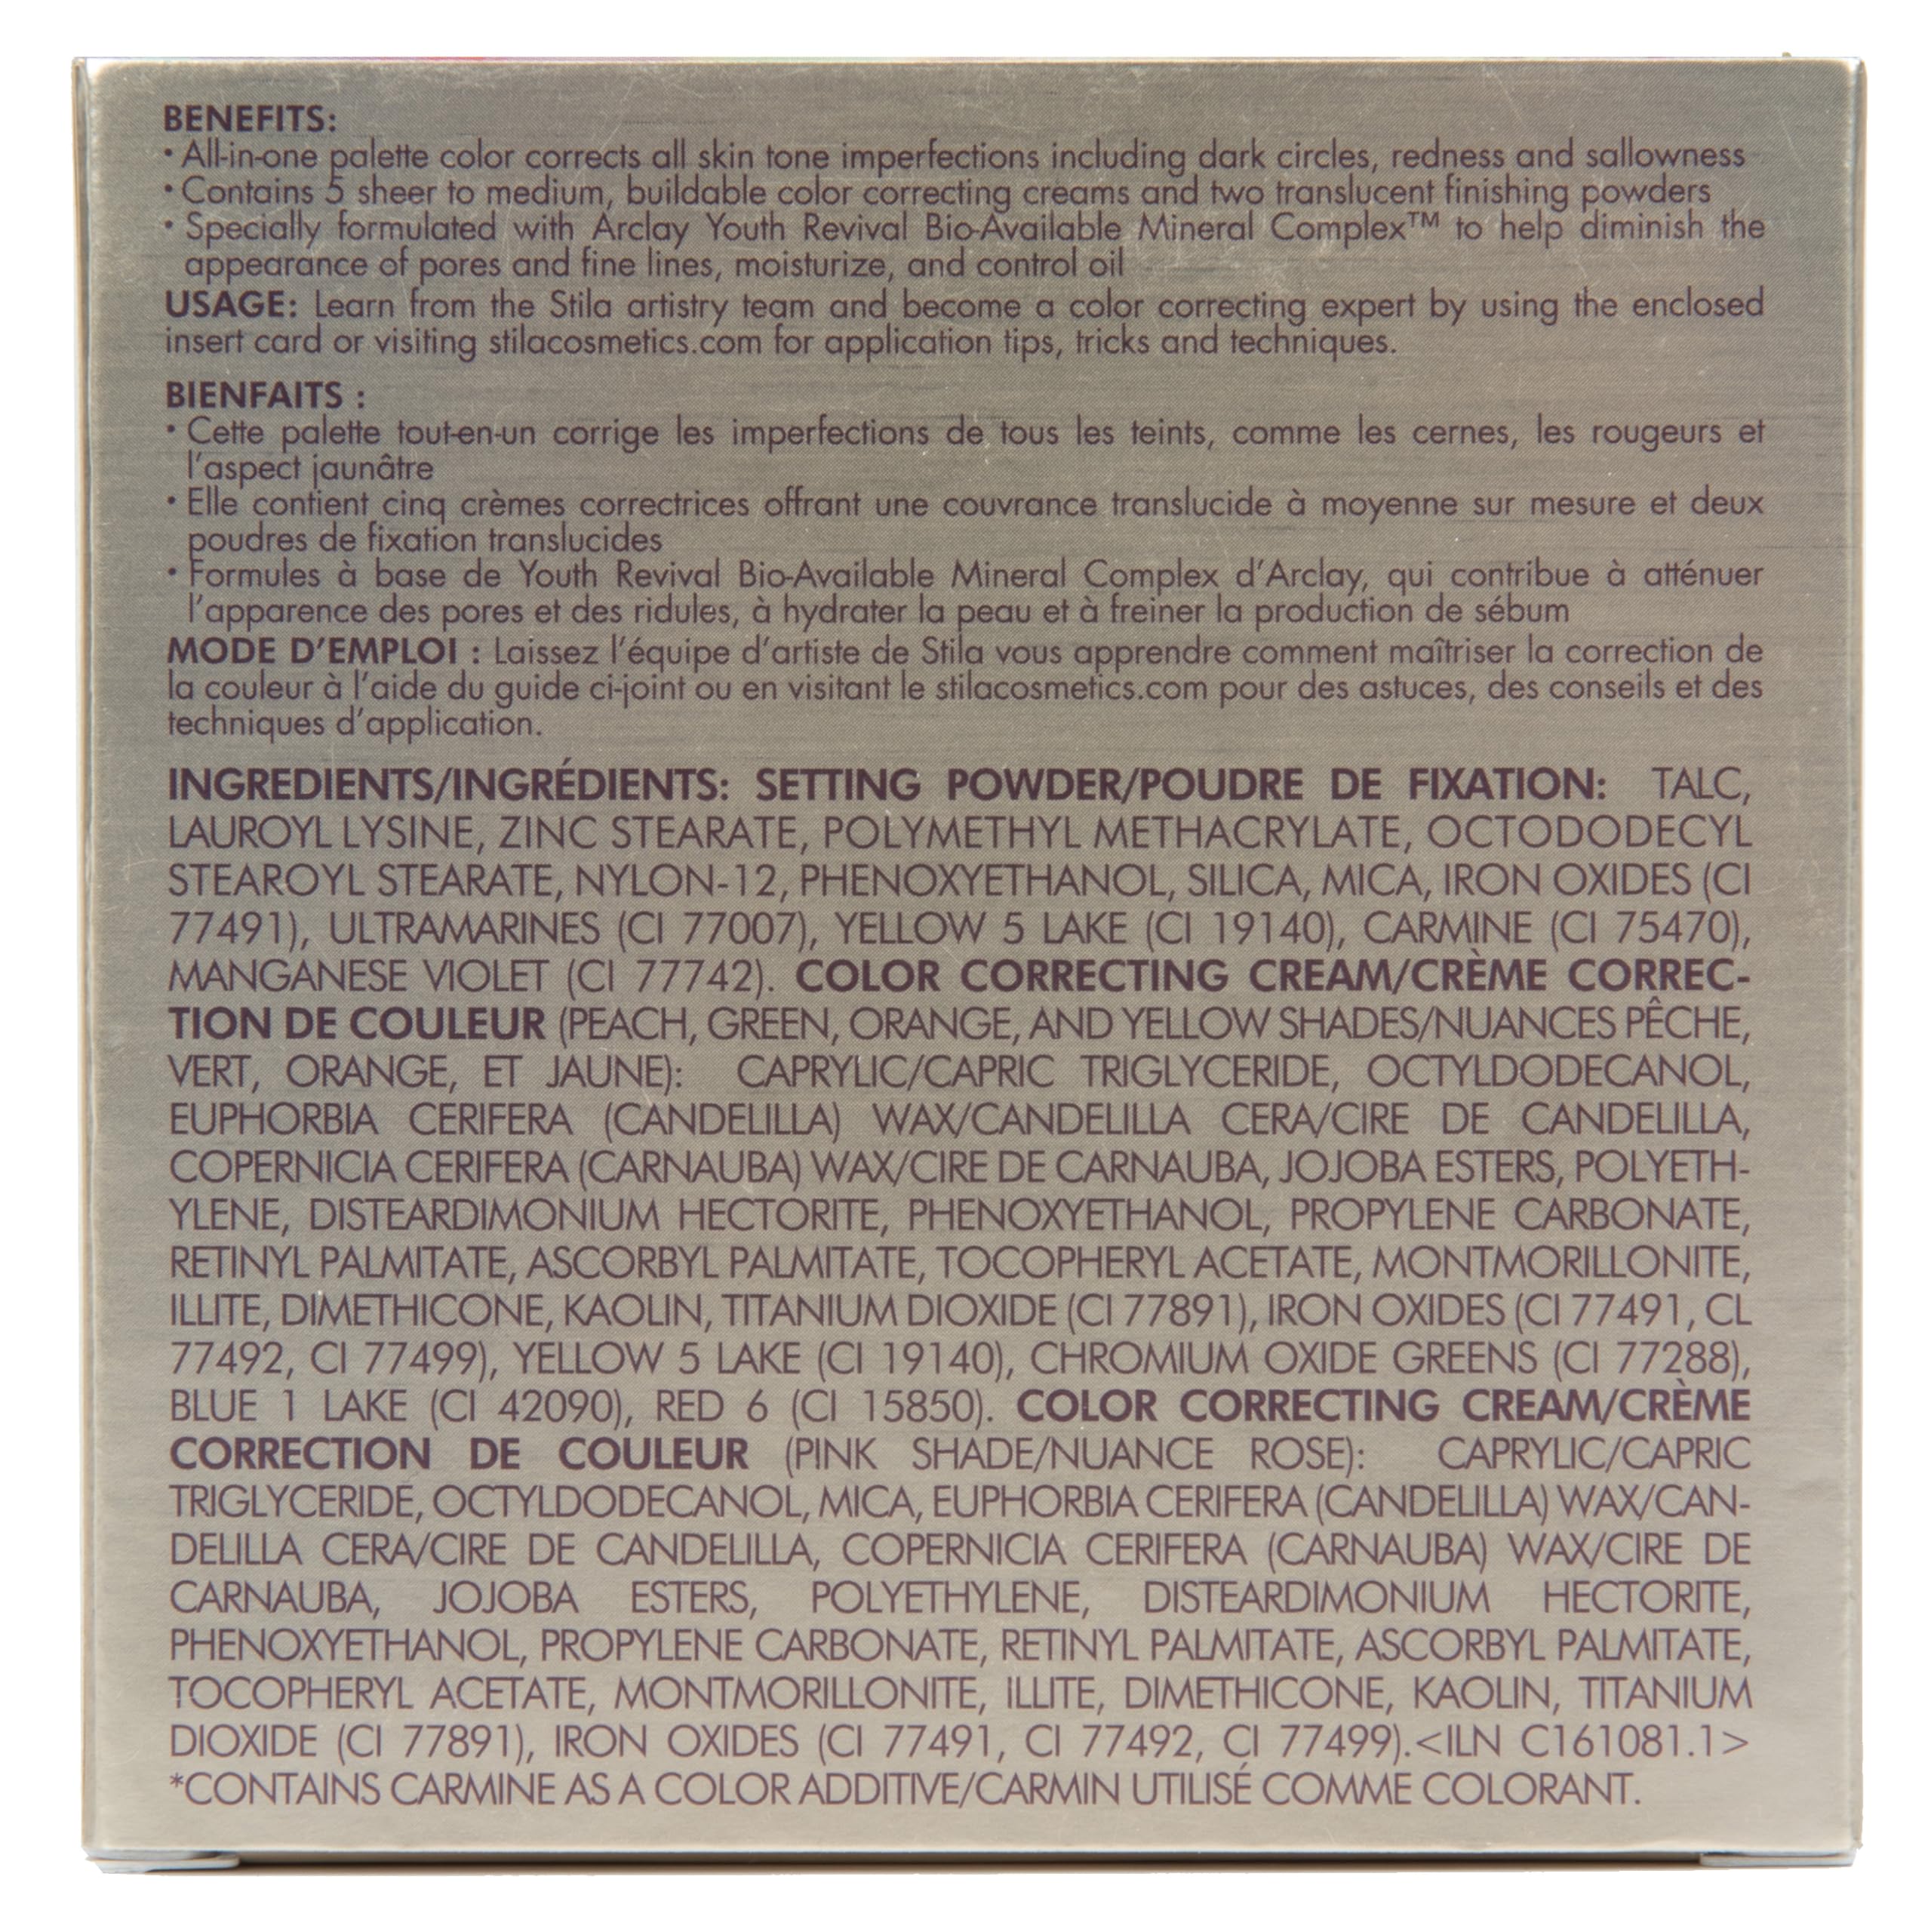 BENEFITS:
• All-in-one palette color corrects all skin tone imperfections including dark circles, redness and sallowness
• Contains 5 sheer to medium, buildable color correcting creams and two translucent finishing powders
• Specially formulated with Arclay Youth Revival Bio-Available Mineral Complex™ to help diminish the
appearance of pores and fine lines, moisturize, and control oil
USAGE: Learn from the Stila artistry team and become a color correcting expert by using the enclosed
insert card or visiting stilacosmetics.com for application tips, tricks and techniques.
BIENFAITS :
• Cette palette tout-en-un corrige les imperfections de tous les teints, comme les cernes, les rougeurs et
l'aspect jaunâtre
• Elle contient cinq crèmes correctrices offrant une couvrance translucide à moyenne sur mesure et deux
poudres de fixation translucides
• Formules à base de Youth Revival Bio-Available Mineral Complex d'Arclay, qui contribue à atténuer
l'apparence des pores et des ridules, à hydrater la peau et à freiner la production de sébum
MODE D'EMPLOI : Laissez l'équipe d'artiste de Stila vous apprendre comment maîtriser la correction de
la couleur à l'aide du guide ci-joint ou en visitant le stilacosmetics.com pour des astuces, des conseils et des
techniques d'application.
INGREDIENTS/INGRÉDIENTS: SETTING POWDER/POUDRE DE FIXATION: TALC,
LAUROYL LYSINE, ZINC STEARATE, POLYMETHYL METHACRYLATE, OCTODODECYL
STEAROYL STEARATE, NYLON-12, PHENOXYETHANOL, SILICA, MICA, IRON OXIDES (CI
77491), ULTRAMARINES (CI 77007), YELLOW 5 LAKE (CI 19140), CARMINE (CI 75470),
MANGANESE VIOLET (CI 77742). COLOR CORRECTING CREAM/CRÈME CORREC-
TION DE COULEUR (PEACH, GREEN, ORANGE, AND YELLOW SHADES/NUANCES PÊCHE,
VERT, ORANGE, ET JAUNE): CAPRYLIC/CAPRIC TRIGLYCERIDE, OCTYLDODECANOL,
EUPHORBIA CERIFERA (CANDELILLA) WAX/CANDELILLA CERA/CIRE DE CANDELILLA,
COPERNICIA CERIFERA (CARNAUBA) WAX/CIRE DE CARNAUBA, JOJOBA ESTERS, POLYETH-
YLENE, DISTEARDIMONIUM HECTORITE, PHENOXYETHANOL, PROPYLENE CARBONATE,
RETINYL PALMITATE, ASCORBYL PALMITATE, TOCOPHERYL ACETATE, MONTMORILLONITE,
ILLITE, DIMETHICONE, KAOLIN, TITANIUM DIOXIDE (CI 77891), IRON OXIDES (CI 77491, CL
77492, CI 77499), YELLOW 5 LAKE (CI 19140), CHROMIUM OXIDE GREENS (CI 77288),
BLUE 1 LAKE (CI 42090), RED 6 (CI 15850). COLOR CORRECTING CREAM/CRÈME
CORRECTION DE COULEUR (PINK SHADE/NUANCE ROSE): CAPRYLIC/CAPRIC
TRIGLYCERIDE, OCTYLDODECANOL, MICA, EUPHORBIA CERIFERA (CANDELILLA) WAX/CAN-
DELILLA CERA/CIRE DE CANDELILLA, COPERNICIA CERIFERA (CARNAUBA) WAX/CIRE DE
CARNAUBA, JOJOBA ESTERS, POLYETHYLENE, DISTEARDIMONIUM HECTORITE,
PHENOXYETHANOL, PROPYLENE CARBONATE, RETINYL PALMITATE, ASCORBYL PALMITATE,
TOCOPHERYL ACETATE, MONTMORILLONITE, ILLITE, DIMETHICONE, KAOLIN, TITANIUM
DIOXIDE (CI 77891), IRON OXIDES (CI 77491, CI 77492, CI 77499).<ILN C161081.1>
*CONTAINS CARMINE AS A COLOR ADDITIVE/CARMIN UTILISÉ COMME COLORANT.